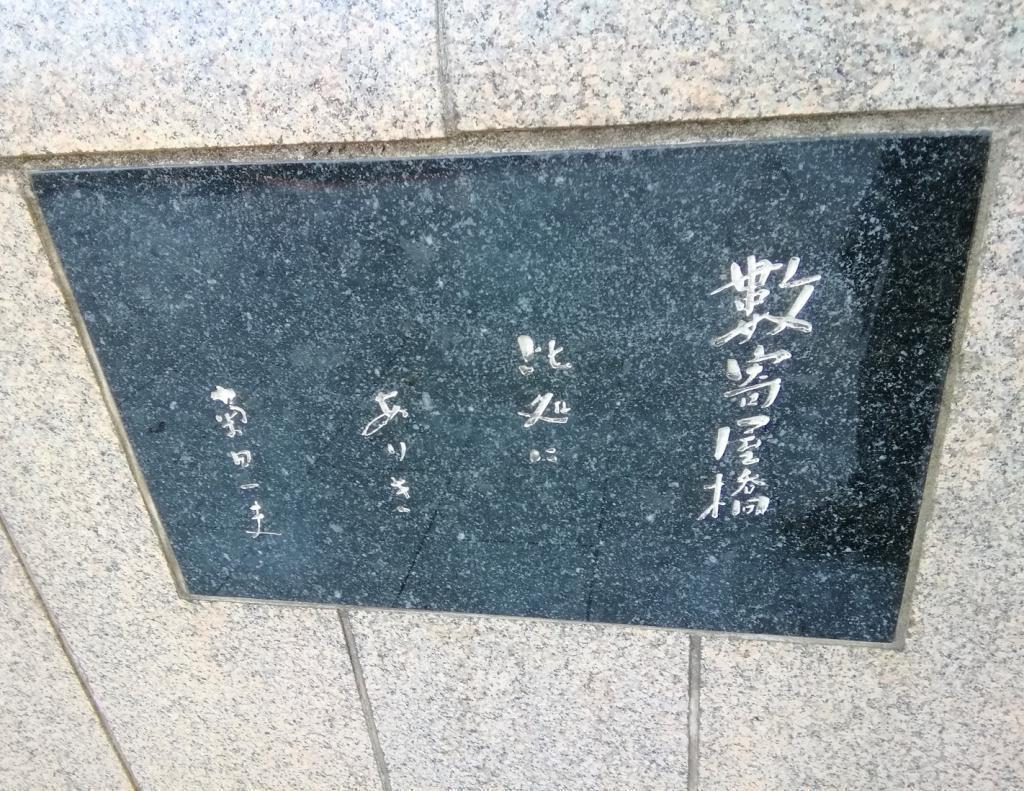 數寄屋橋
此処に
ありき
菊田一夫